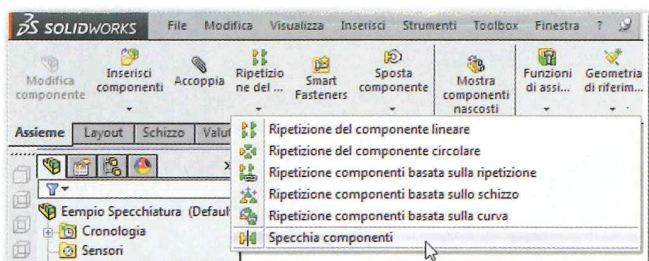 SOLIDWORKS File Modifica Visualizza Inserisci Strumenti Toolbox Finestra ?
Modifica componente
Inserisci componenti
Accoppia
Ripetizio ne del ...
Smart Fasteners
Sposta componente
Mostra componenti nascosti
Funzioni di assi...
Geometria di riferim...
Assieme Layout Schizzo Valut
Ripetizione del componente lineare
Ripetizione del componente circolare
Ripetizione componenti basata sulla ripetizione
Ripetizione componenti basata sullo schizzo
Ripetizione componenti basata sulla curva
Specchia componenti
Eempio Specchiatura (Defaul
Cronologia
Sensori